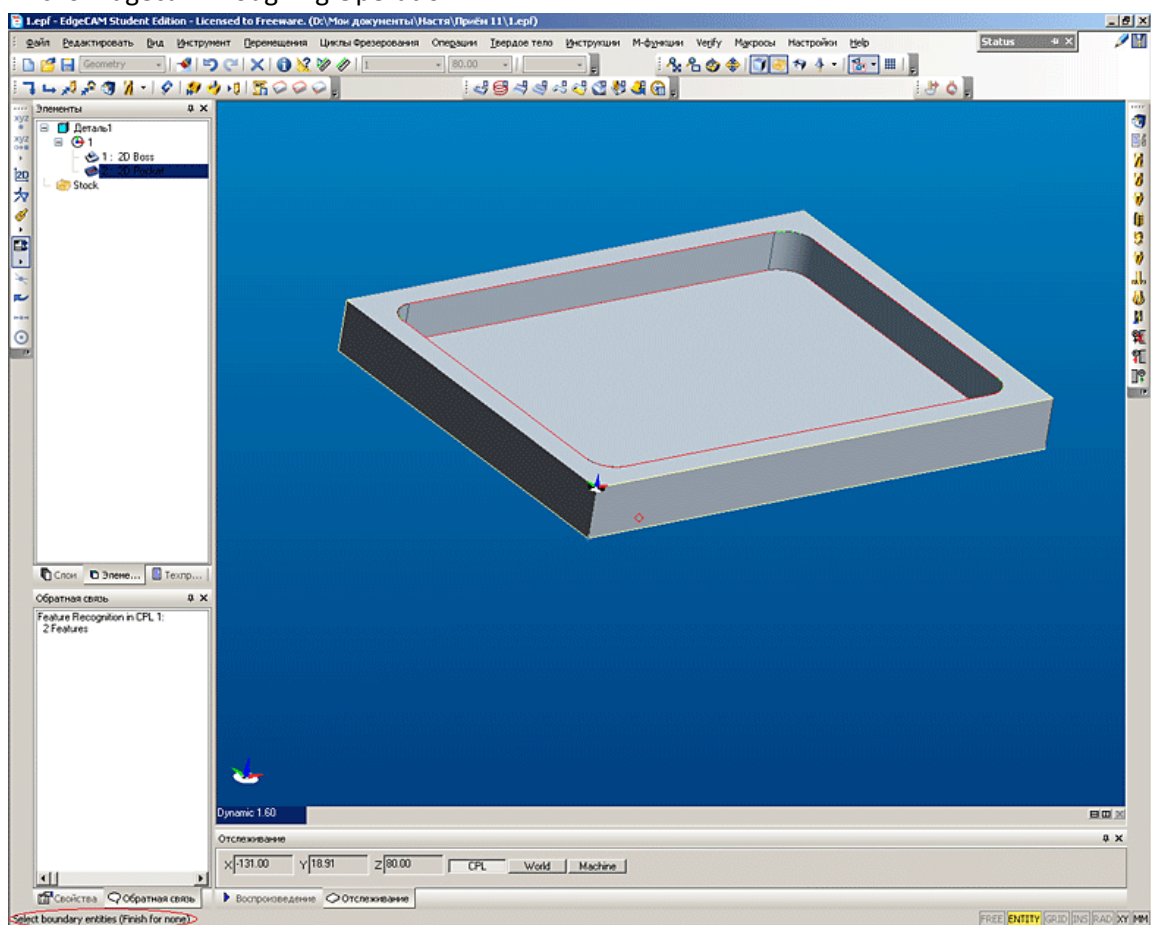 1.epf - EdgeCAM Student Edition - Licensed to Freeware. (D:\Мои документы\Настя\Приём 11\1.epf)
Файл Редактировать Вид Инструмент Перемещения Циклы Фрезерования Операции Твердое тело Инструкции М-функции Verify Макросы Настройки Help
Status
Geometry 1 80.00
Элементы
Деталь1
1
1 : 2D Boss
2 : 2D Pocket
Stock
Слои Элеме... Техпр...
Обратная связь
Feature Recognition in CPL 1:
2 Features
Dynamic 1.60
Отслеживание
X -131.00 Y 18.91 Z 80.00 CPL World Machine
Свойства Обратная связь Воспроизведение Отслеживание
Select boundary entities (Finish for none)
FREE ENTITY GRID INS RAD XY MM